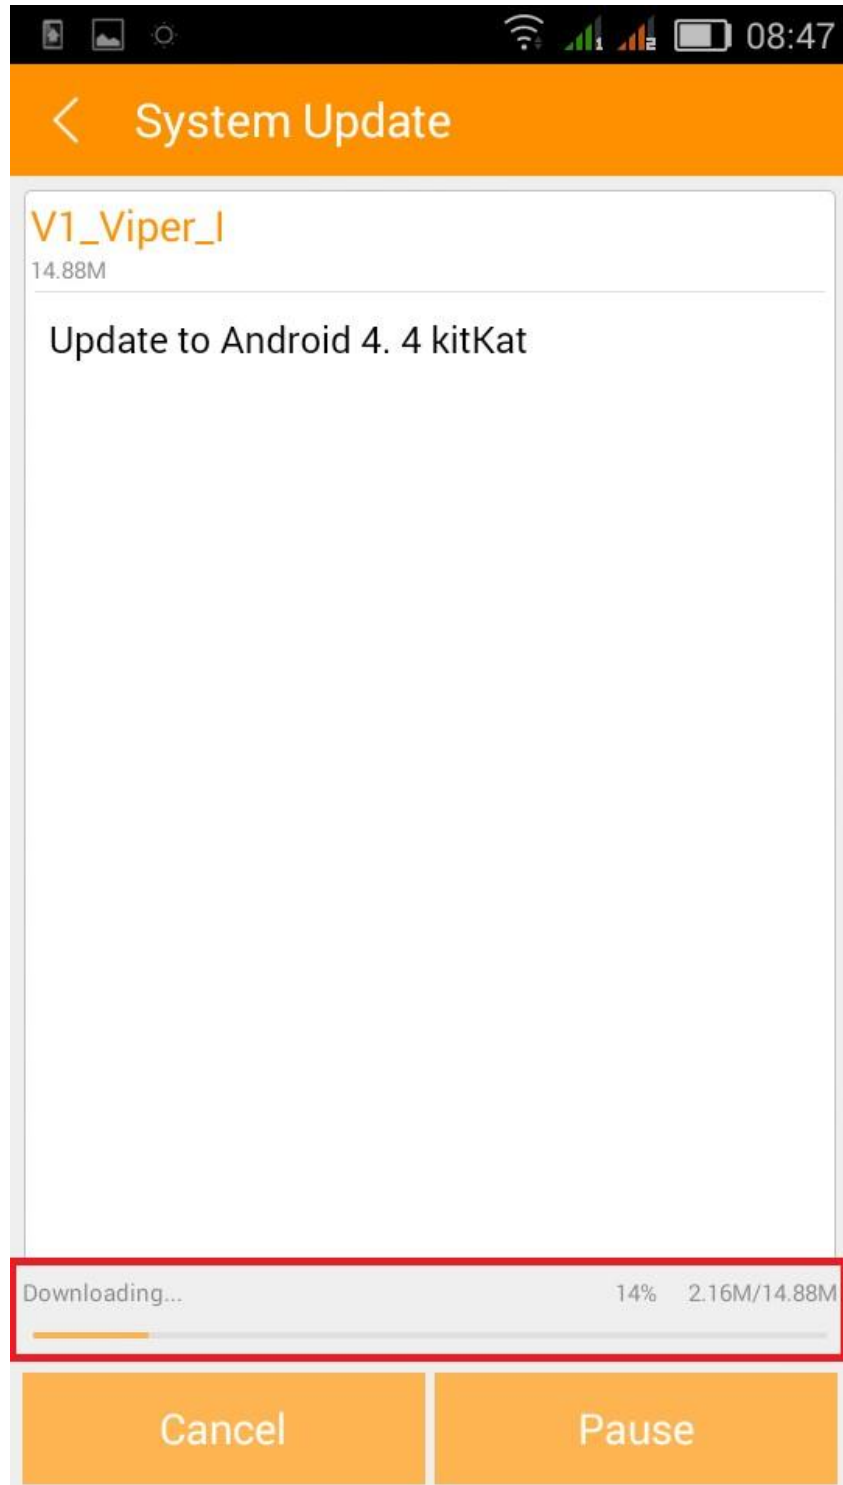 08:47
System Update
V1_Viper_I
14.88M
Update to Android 4. 4 kitKat
Downloading... 14% 2.16M/14.88M
Cancel Pause